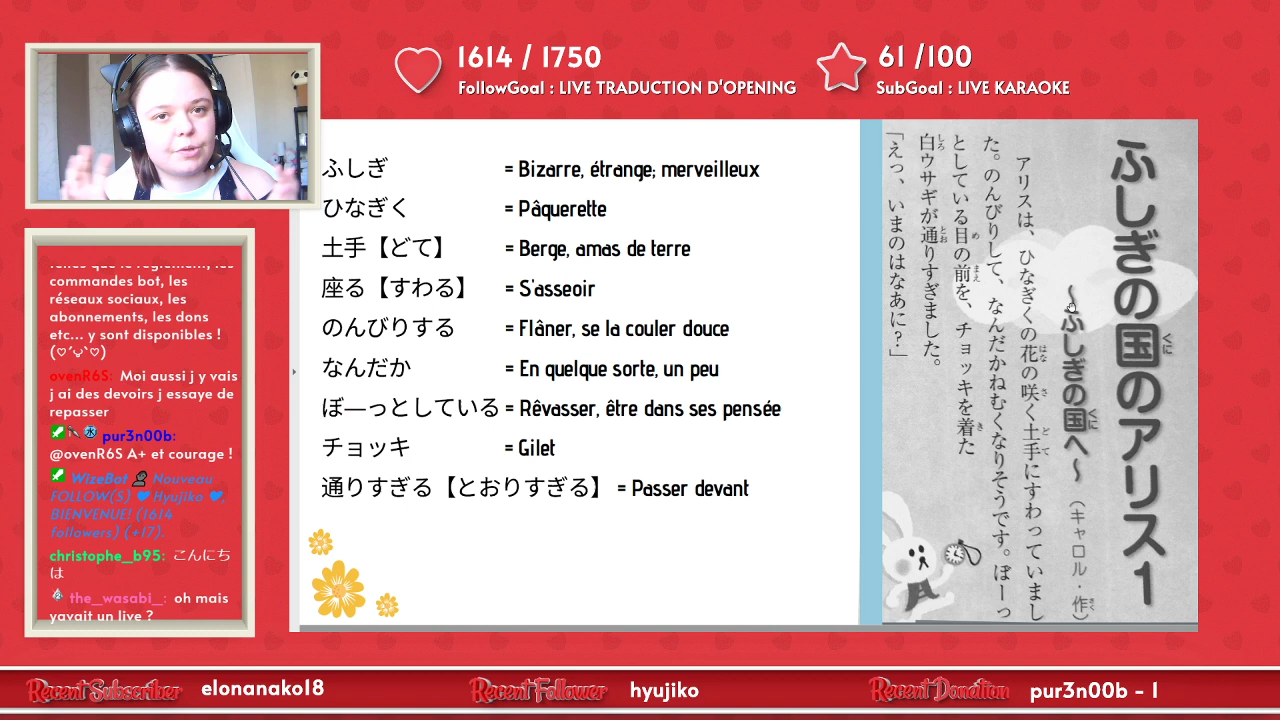 1614 / 1750
FollowGoal : LIVE TRADUCTION D'OPENING
61 /100
SubGoal : LIVE KARAOKE
ふしぎ = Bizarre, étrange; merveilleux
ひなぎく = Pâquerette
土手【どて】 = Berge, amas de terre
座る【すわる】 = S'asseoir
のんびりする = Flâner, se la couler douce
なんだか = En quelque sorte, un peu
ぼ―っとしている = Rêvasser, être dans ses pensée
チョッキ = Gilet
通りすぎる【とおりすぎる】 = Passer devant
ふしぎの国のアリス1
〜ふしぎの国へ〜 (キャロル・作)
アリスは、ひなぎくの花の咲く土手にすわっていまし
た。のんびりして、なんだかねむくなりそうです。ぼーっ
としている目の前を、チョッキを着た
白ウサギが通りすぎました。
「えっ、いまのはなあに?」
commandes bot, les
réseaux sociaux, les
abonnements, les dons
etc... y sont disponibles !
(♡´౪`♡)
ovenR6S: Moi aussi j y vais
j ai des devoirs j essaye de
repasser
pur3n00b:
@ovenR6S A+ et courage !
WizeBot Nouveau
FOLLOW(S) Hyujiko
BIENVENUE! (1614
followers) (+17).
christophe_b95: こんにち
は
the_wasabi_: oh mais
yavait un live ?
Recent Subscriber elonanako18
Recent Follower hyujiko
Recent Donation pur3n00b - 1